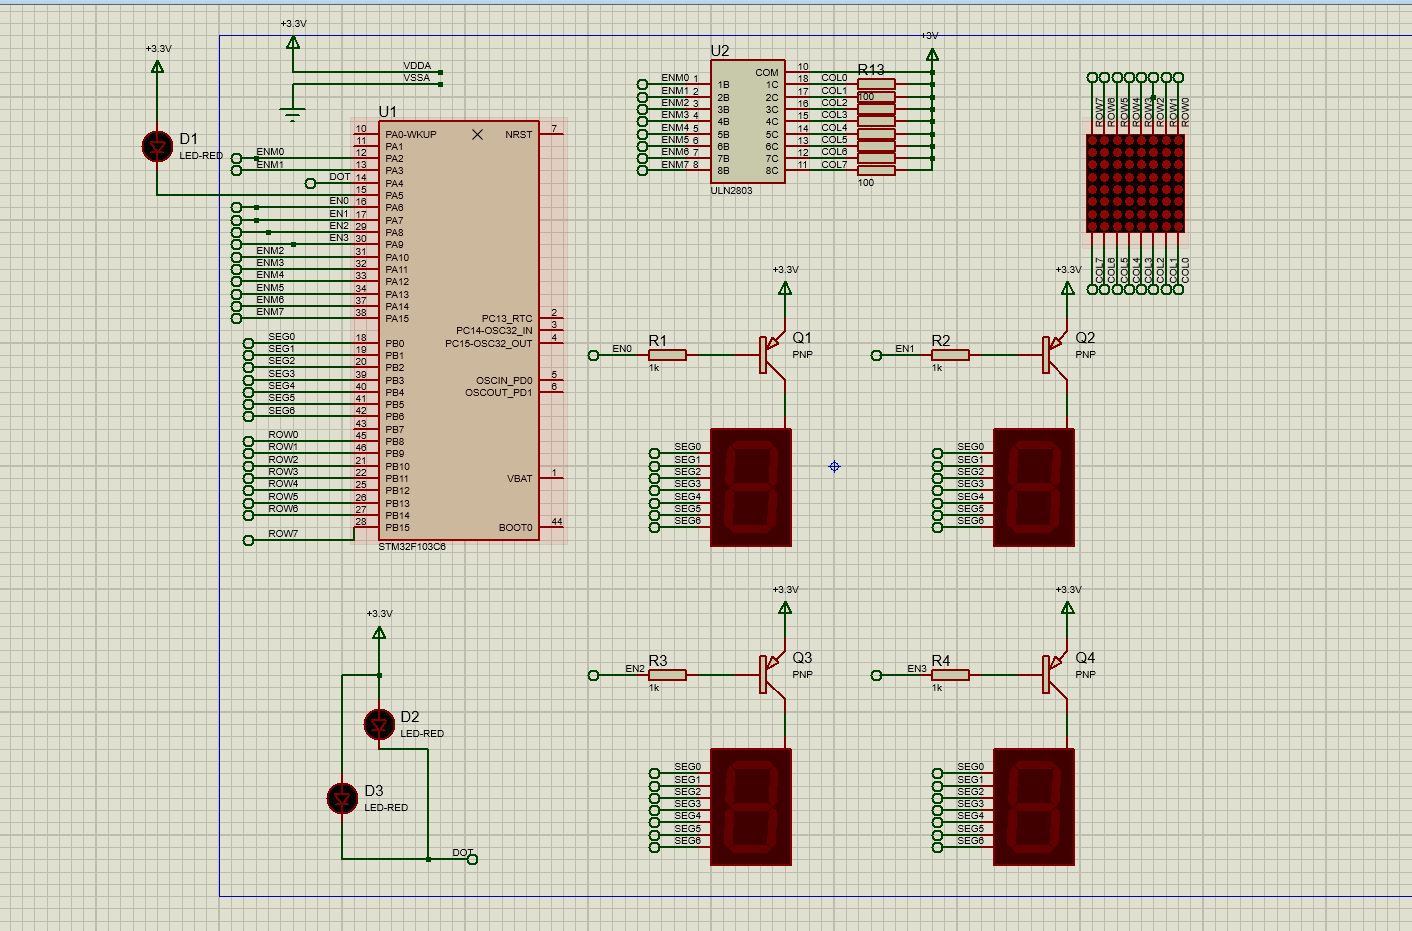 +3.3V
+3.3V
VDDA
VSSA
D1
LED-RED
U1
10 PA0-WKUP NRST 7
11 PA1
ENM0 12 PA2
ENM1 13 PA3
DOT 14 PA4
15 PA5
EN0 16 PA6
EN1 17 PA7
EN2 29 PA8
EN3 30 PA9
ENM2 31 PA10
ENM3 32 PA11
ENM4 33 PA12
ENM5 34 PA13
ENM6 37 PA14
ENM7 38 PA15
PC13_RTC 2
PC14-OSC32_IN 3
PC15-OSC32_OUT 4
SEG0 18 PB0
SEG1 19 PB1
SEG2 20 PB2
SEG3 39 PB3
SEG4 40 PB4
SEG5 41 PB5
SEG6 42 PB6
43 PB7
OSCIN_PD0 5
OSCOUT_PD1 6
ROW0 45 PB8
ROW1 46 PB9
ROW2 21 PB10
ROW3 22 PB11
ROW4 25 PB12
ROW5 26 PB13
ROW6 27 PB14
ROW7 28 PB15
VBAT 1
BOOT0 44
STM32F103C6
U2
+3V
COM 10
R13
ENM0 1 1B 1C 18 COL0
ENM1 2 2B 2C 17 COL1 100
ENM2 3 3B 3C 16 COL2
ENM3 4 4B 4C 15 COL3
ENM4 5 5B 5C 14 COL4
ENM5 6 6B 6C 13 COL5
ENM6 7 7B 7C 12 COL6
ENM7 8 8B 8C 11 COL7
100
ULN2803
ROW7 ROW6 ROW5 ROW4 ROW3 ROW2 ROW1 ROW0
COL7 COL6 COL5 COL4 COL3 COL2 COL1 COL0
+3.3V
EN0 R1
1k
Q1
PNP
SEG0
SEG1
SEG2
SEG3
SEG4
SEG5
SEG6
+3.3V
EN1 R2
1k
Q2
PNP
SEG0
SEG1
SEG2
SEG3
SEG4
SEG5
SEG6
+3.3V
D2
LED-RED
D3
LED-RED
DOT
+3.3V
EN2 R3
1k
Q3
PNP
SEG0
SEG1
SEG2
SEG3
SEG4
SEG5
SEG6
+3.3V
EN3 R4
1k
Q4
PNP
SEG0
SEG1
SEG2
SEG3
SEG4
SEG5
SEG6